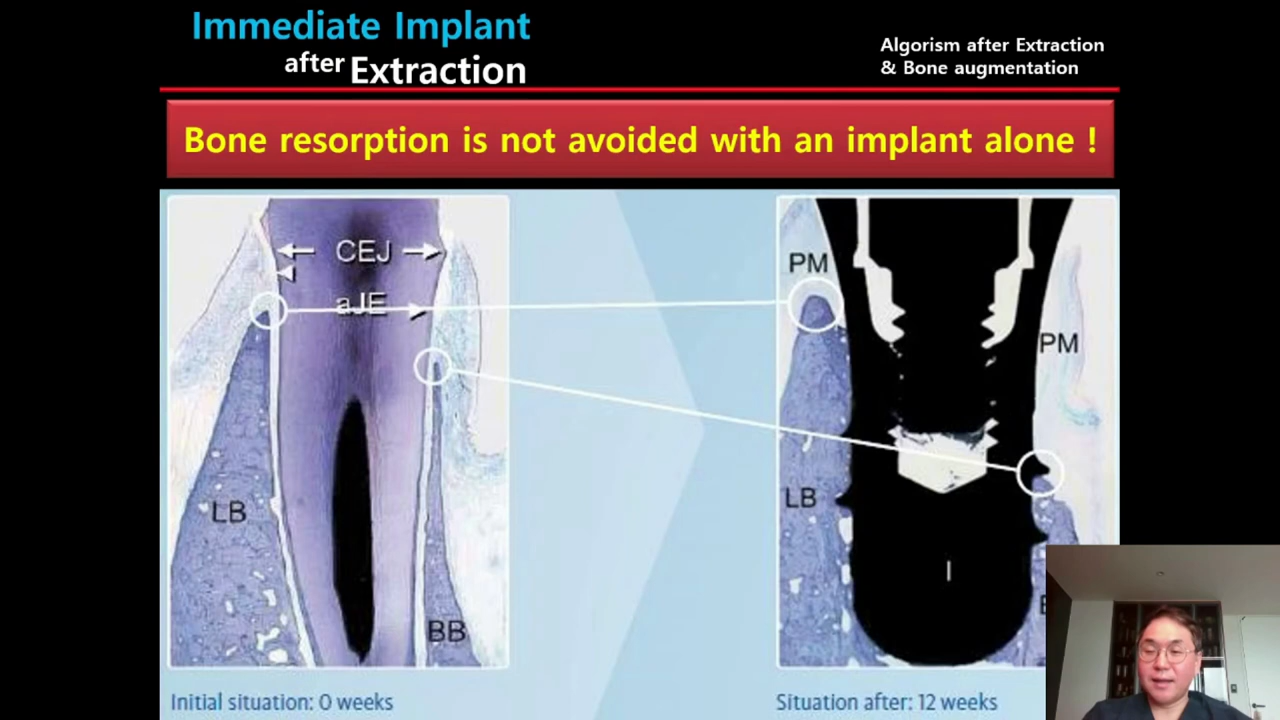 Immediate Implant
after Extraction
Algorism after Extraction
& Bone augmentation
Bone resorption is not avoided with an implant alone !
CEJ
aJE
LB
BB
Initial situation: 0 weeks
PM
PM
LB
I
Situation after: 12 weeks